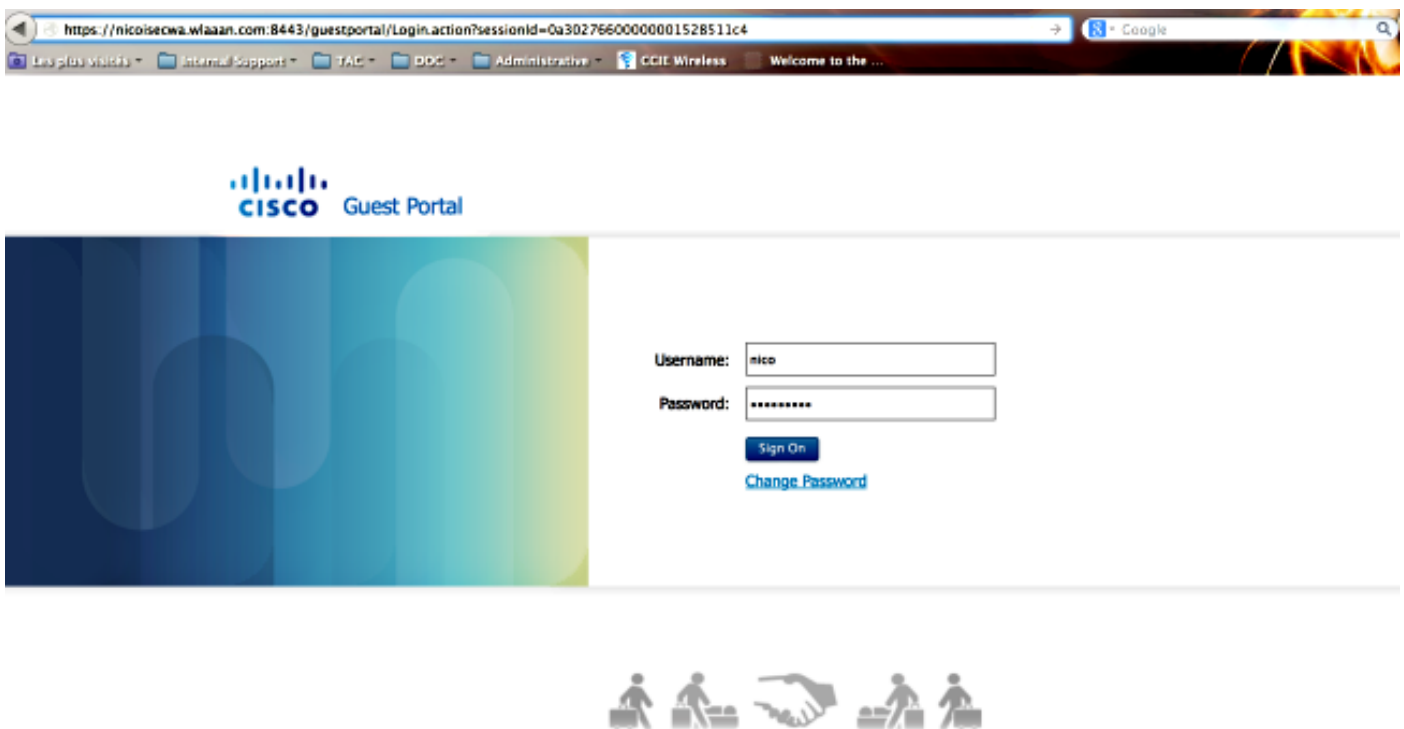 https://nicoisecwa.wlaaan.com:8443/guestportal/Login.action?sessionId=0a30276600000001528511c4
Google
Les plus visités
Internal Support
TAC
DOC
Administrative
CCIE Wireless
Welcome to the ...
CISCO Guest Portal
Username: nico
Password: •••••••••
Sign On
Change Password